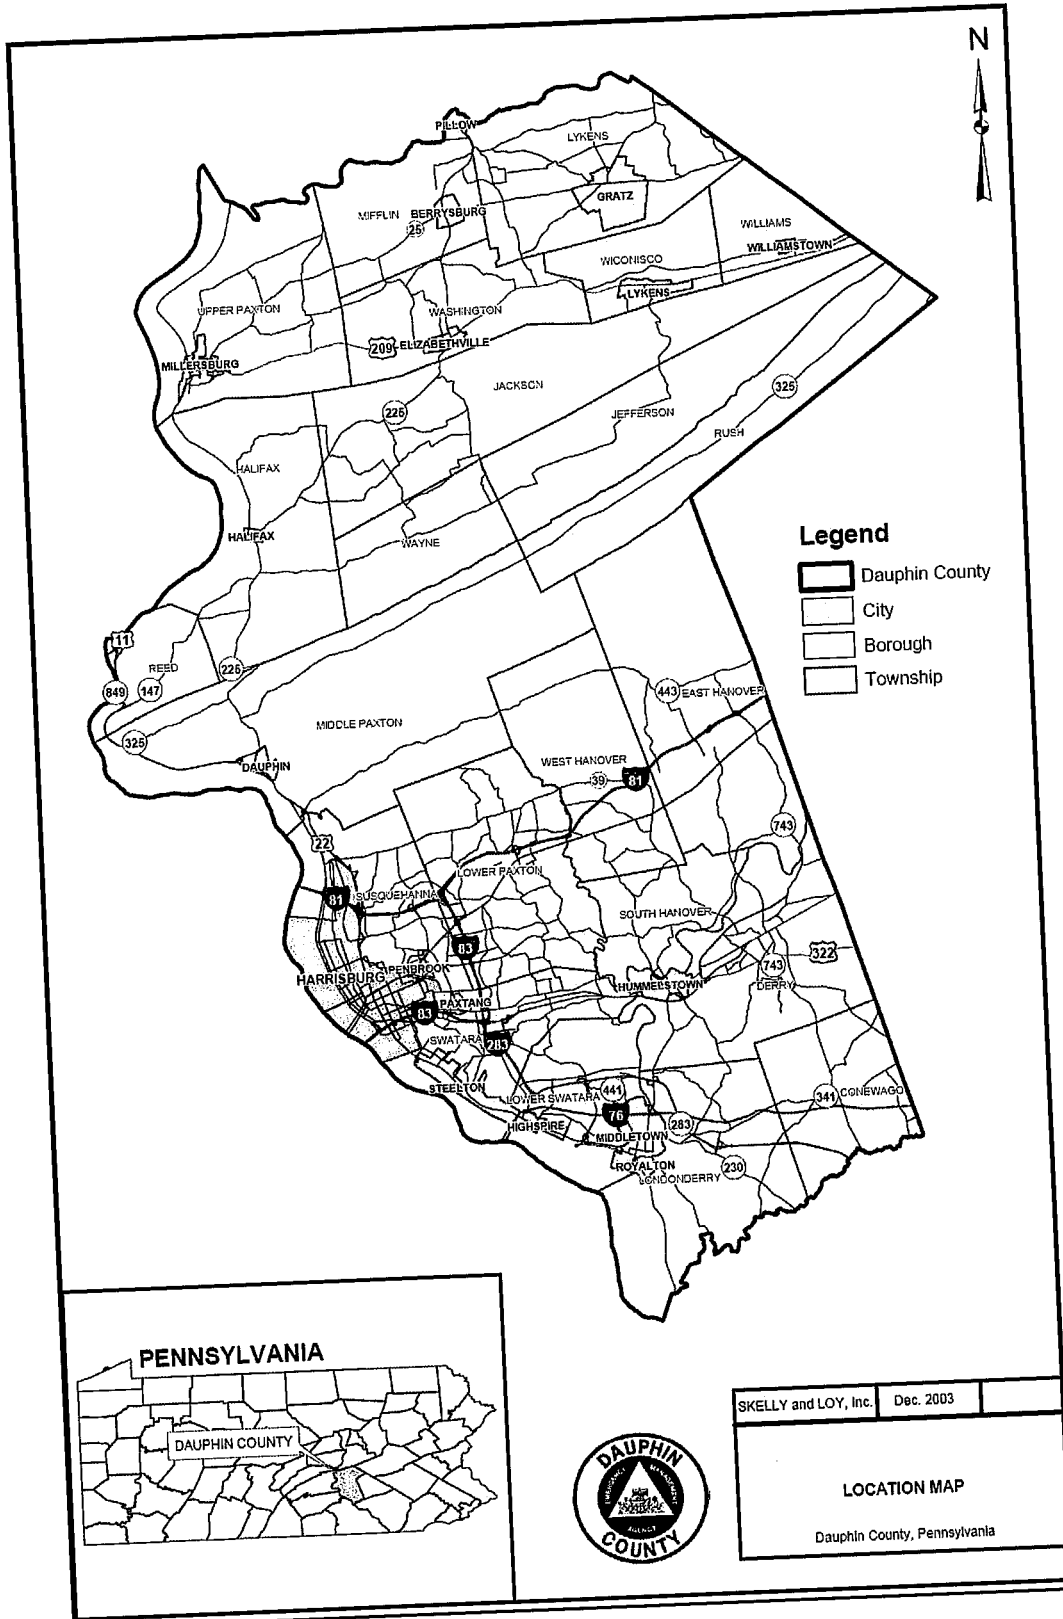 N
PILLOW
LYKENS
GRATZ
MIFFLIN
BERRYSBURG
25
WILLIAMS
WILLIAMSTOWN
WICONISCO
LYKENS
UPPER PAXTON
WASHINGTON
209
ELIZABETHVILLE
MILLERSBURG
JACKSON
325
225
JEFFERSON
RUSH
HALIFAX
HALIFAX
WAYNE
Legend
Dauphin County
City
Borough
Township
11
REED
225
849
147
443
EAST HANOVER
MIDDLE PAXTON
325
DAUPHIN
WEST HANOVER
39
81
743
22
LOWER PAXTON
81
SUSQUEHANNA
SOUTH HANOVER
83
322
743
HARRISBURG
PENBROOK
HUMMELSTOWN
DERRY
PAXTANG
83
SWATARA
283
STEELTON
LOWER SWATARA
441
341
CONEWAGO
76
HIGHSPIRE
MIDDLETOWN
283
ROYALTON
230
LONDONDERRY
PENNSYLVANIA
DAUPHIN COUNTY
DAUPHIN
EMERGENCY MANAGEMENT
AGENCY
COUNTY
SKELLY and LOY, Inc.
Dec. 2003
LOCATION MAP
Dauphin County, Pennsylvania